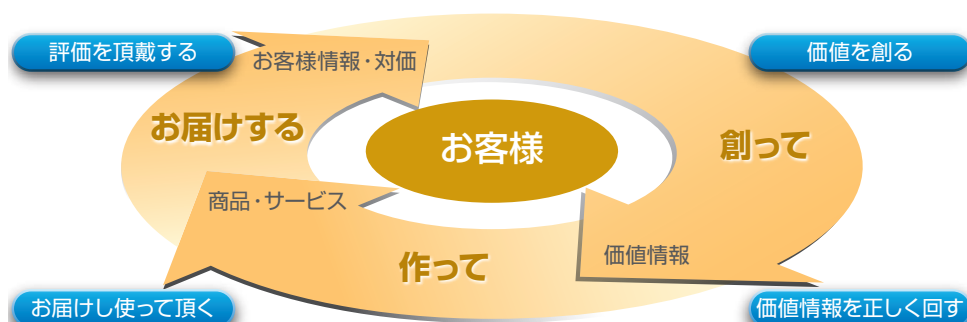 評価を頂戴する
価値を創る
お客様情報・対価
お届けする
お客様
創って
商品・サービス
作って
価値情報
お届けし使って頂く
価値情報を正しく回す